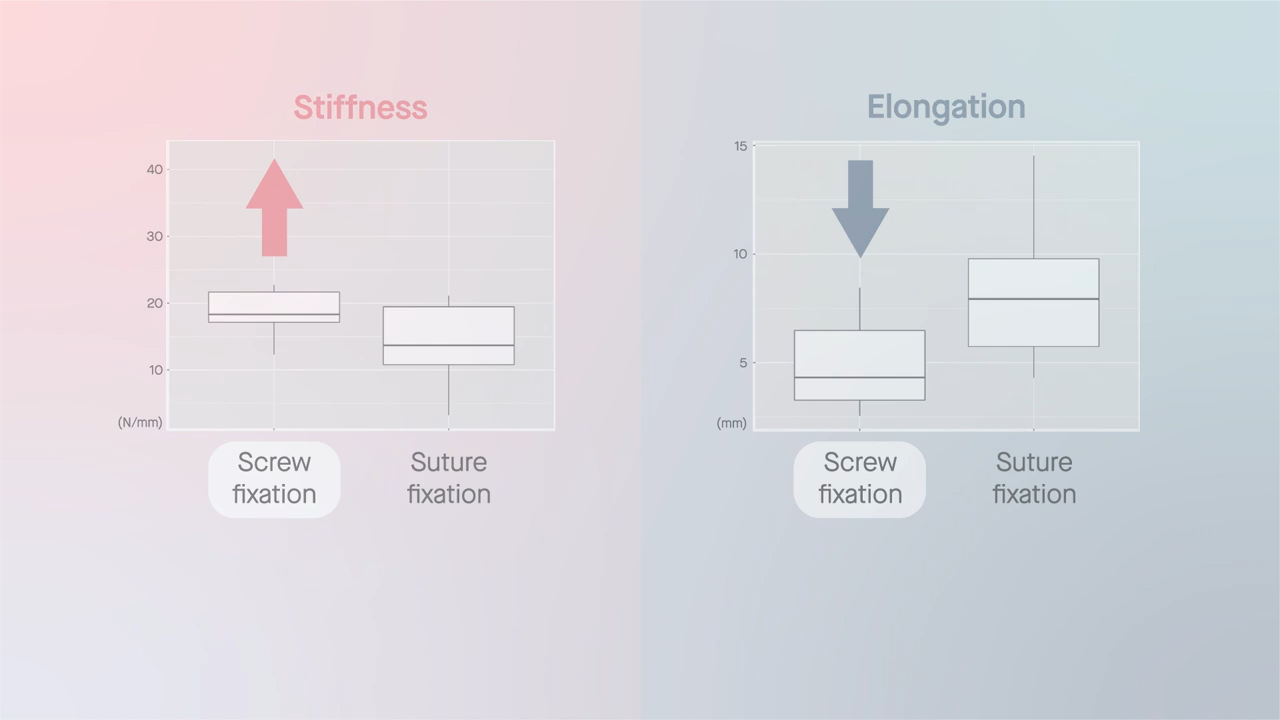 Stiffness
40
30
20
10
(N/mm)
Screw
fixation
Suture
fixation
Elongation
15
10
5
(mm)
Screw
fixation
Suture
fixation